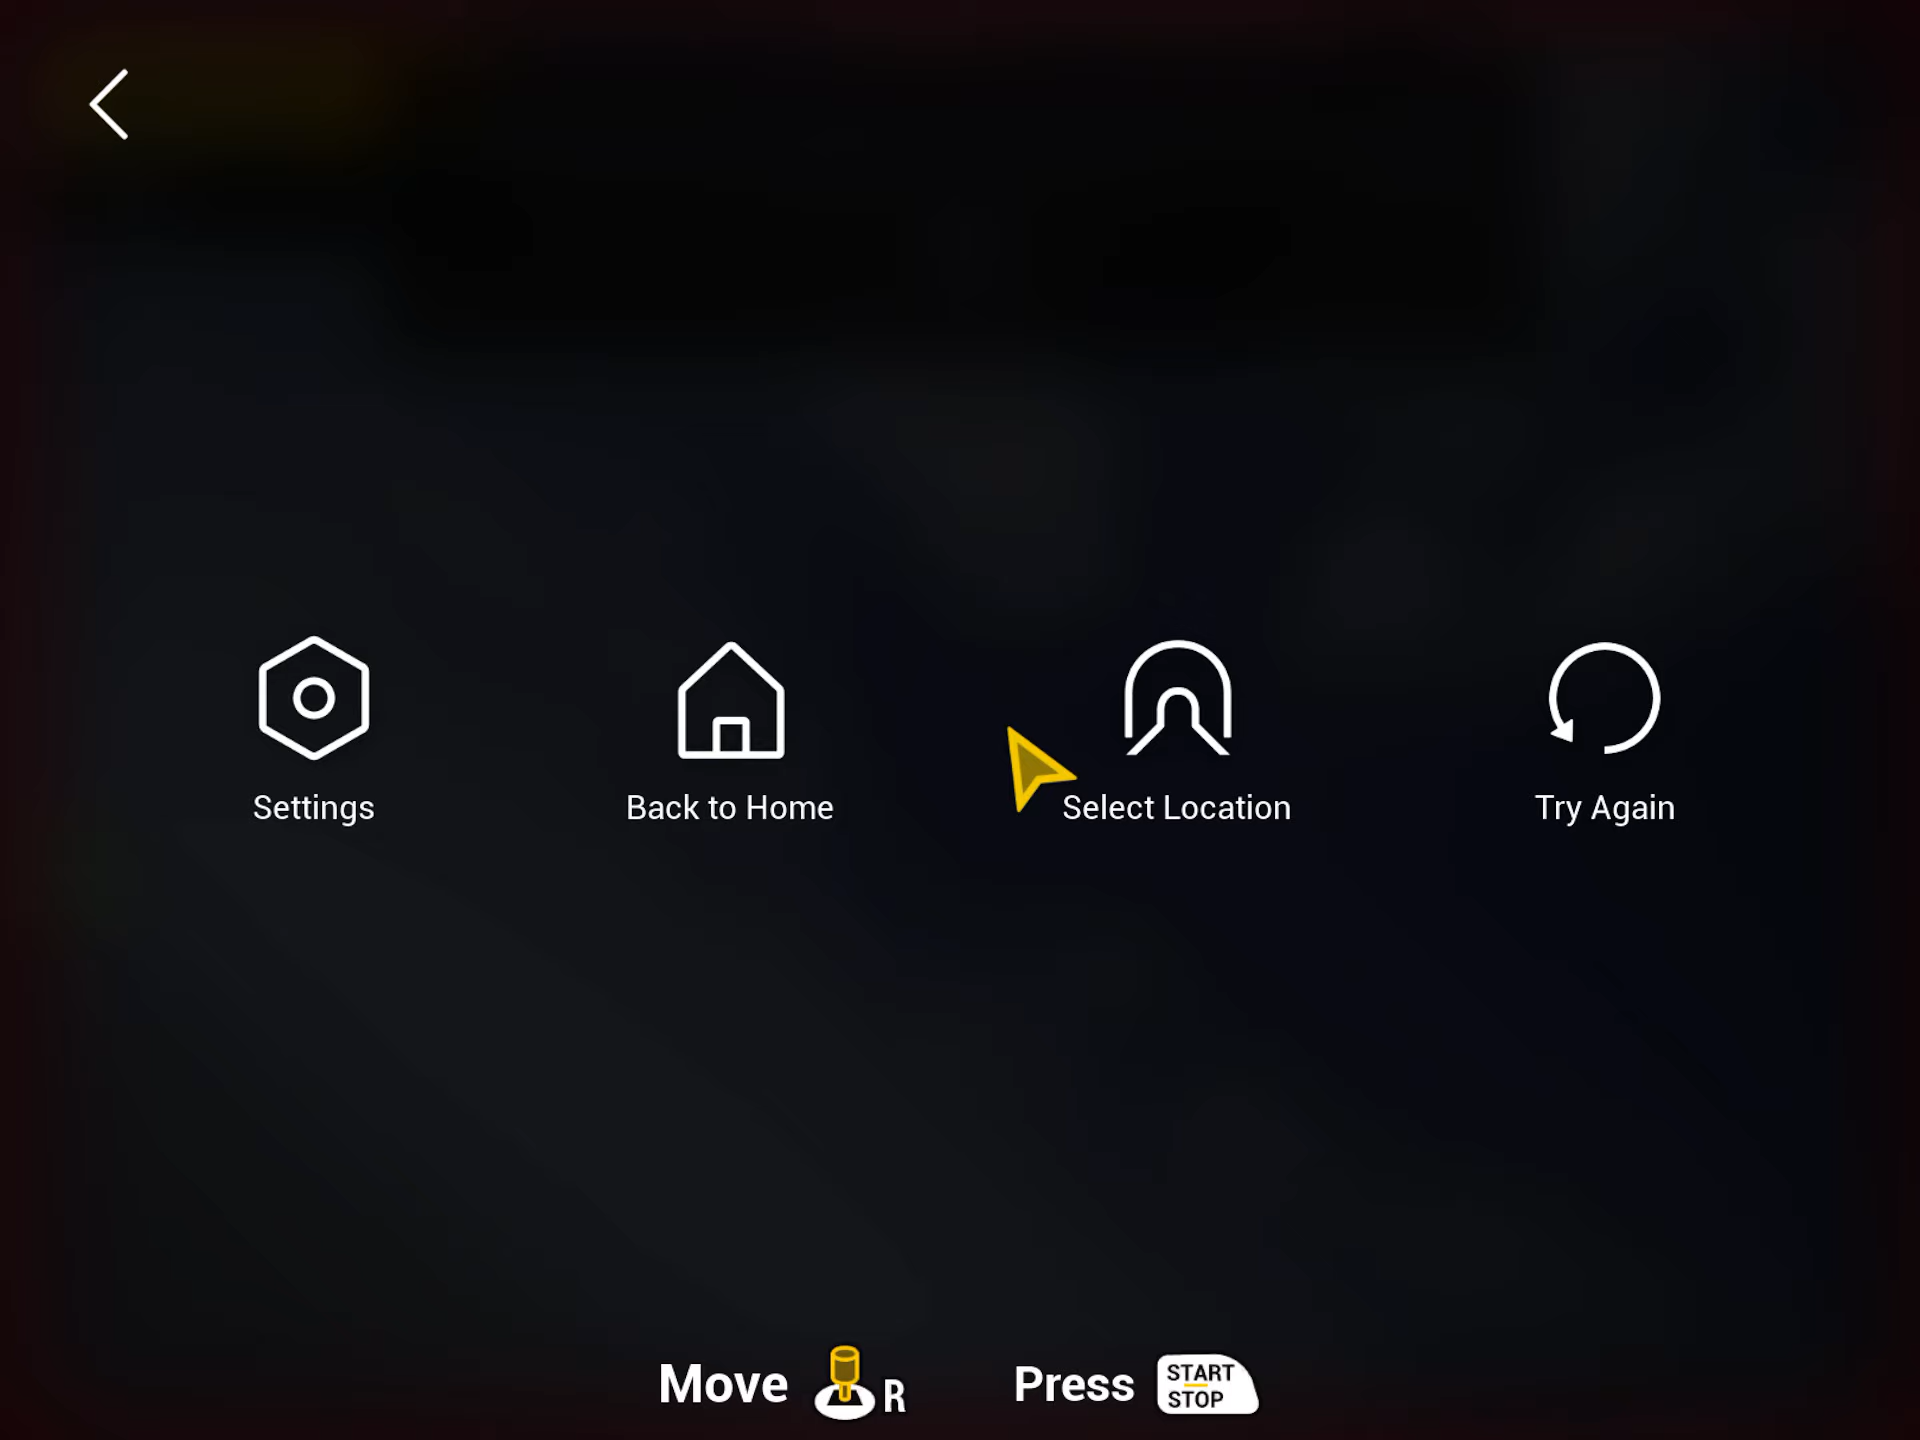 Settings
Back to Home
Select Location
Try Again
Move R
Press START STOP